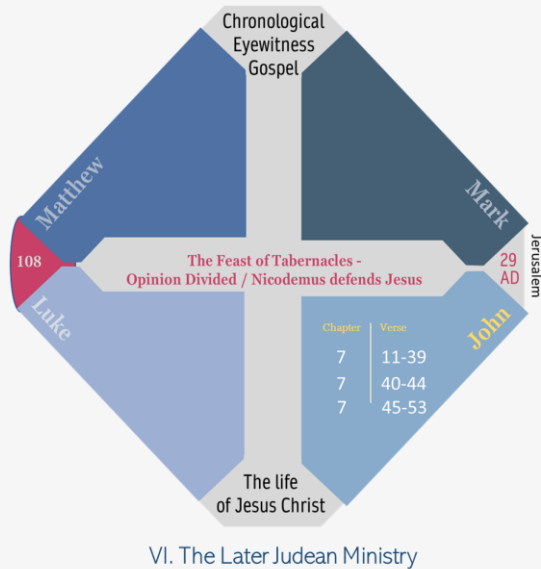 Chronological
Eyewitness
Gospel
Matthew
Mark
108
The Feast of Tabernacles -
Opinion Divided / Nicodemus defends Jesus
29
AD
Jerusalem
Luke
John
Chapter Verse
7 11-39
7 40-44
7 45-53
The life
of Jesus Christ
VI. The Later Judean Ministry